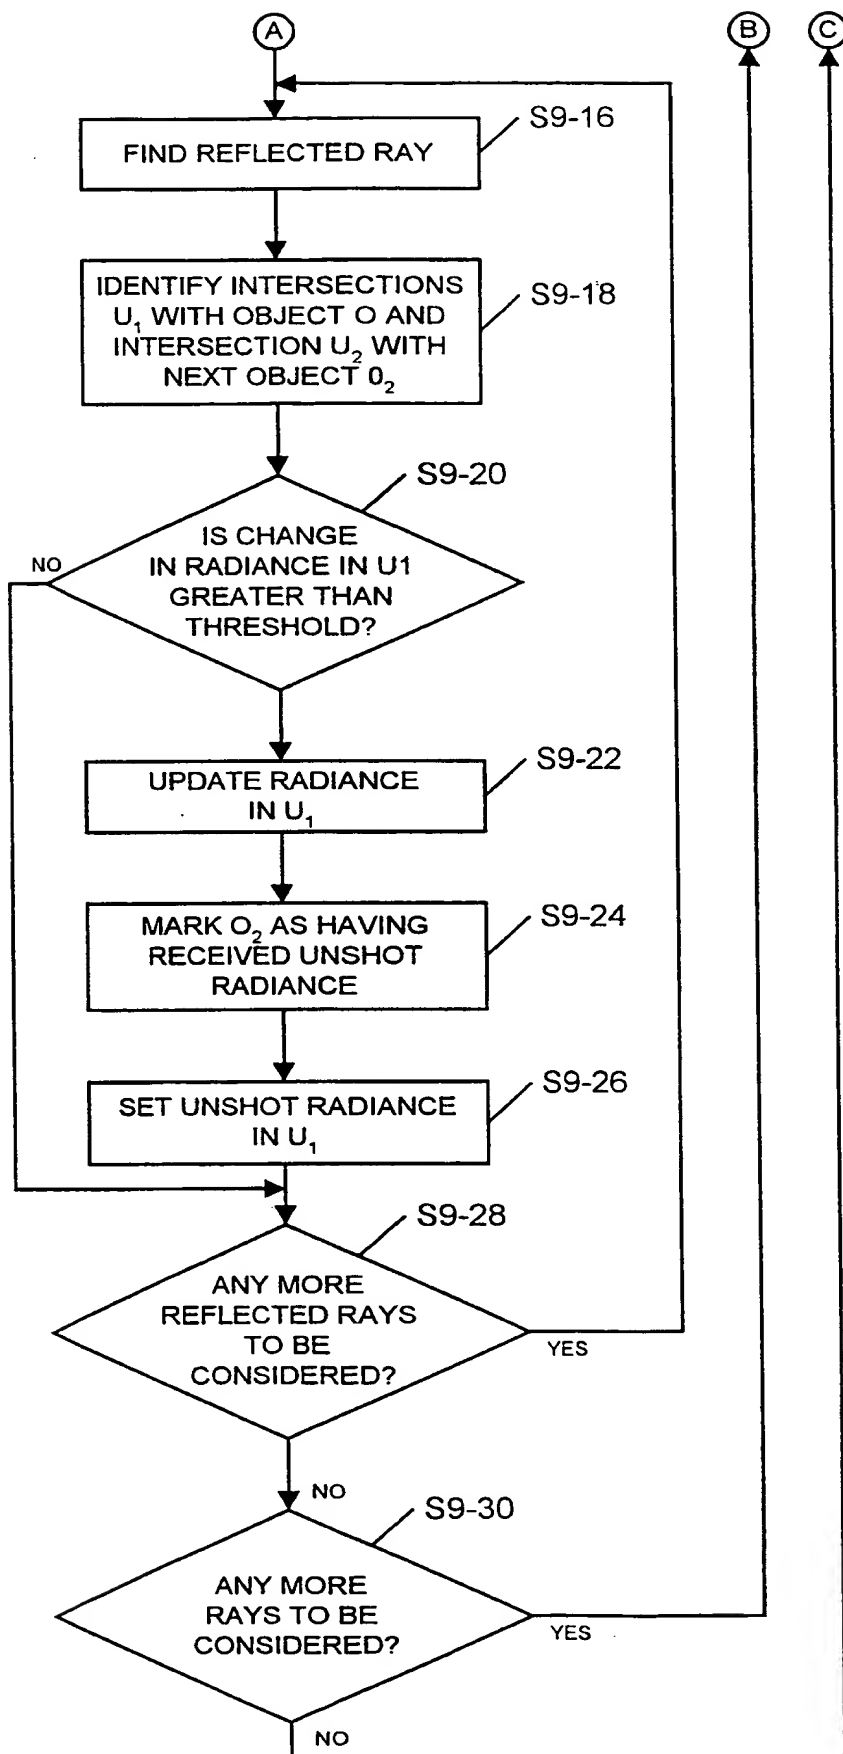 A
B
C
S9-16
FIND REFLECTED RAY
S9-18
IDENTIFY INTERSECTIONS
U₁ WITH OBJECT O AND
INTERSECTION U₂ WITH
NEXT OBJECT 0₂
S9-20
NO
IS CHANGE
IN RADIANCE IN U1
GREATER THAN
THRESHOLD?
S9-22
UPDATE RADIANCE
IN U₁
S9-24
MARK O₂ AS HAVING
RECEIVED UNSHOT
RADIANCE
S9-26
SET UNSHOT RADIANCE
IN U₁
S9-28
ANY MORE
REFLECTED RAYS
TO BE
CONSIDERED?
YES
NO
S9-30
ANY MORE
RAYS TO BE
CONSIDERED?
YES
NO